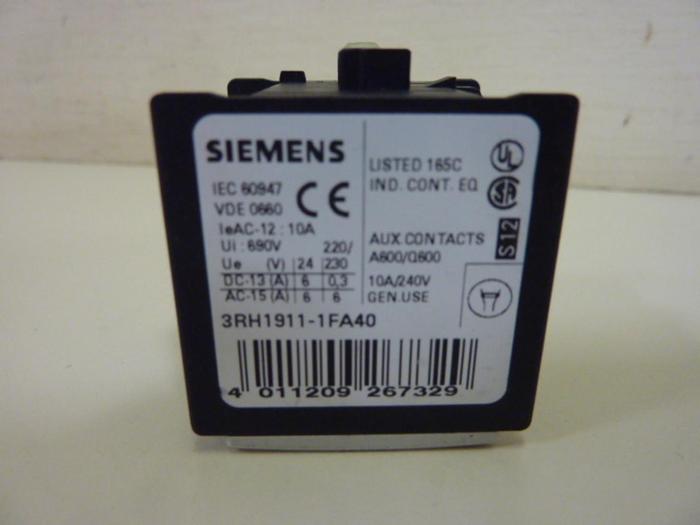 SIEMENS
IEC 60947
VDE 0660
CE
IeAC-12 : 10A
Ui : 690V 220/
Ue (V) 24 230
DC-13 (A) 6 0,3
AC-15 (A) 6 6
LISTED 165C
IND. CONT. EQ
UL
SA
AUX.CONTACTS
A600/Q600
S12
10A/240V
GEN.USE
3RH1911-1FA40
4 011209 267329